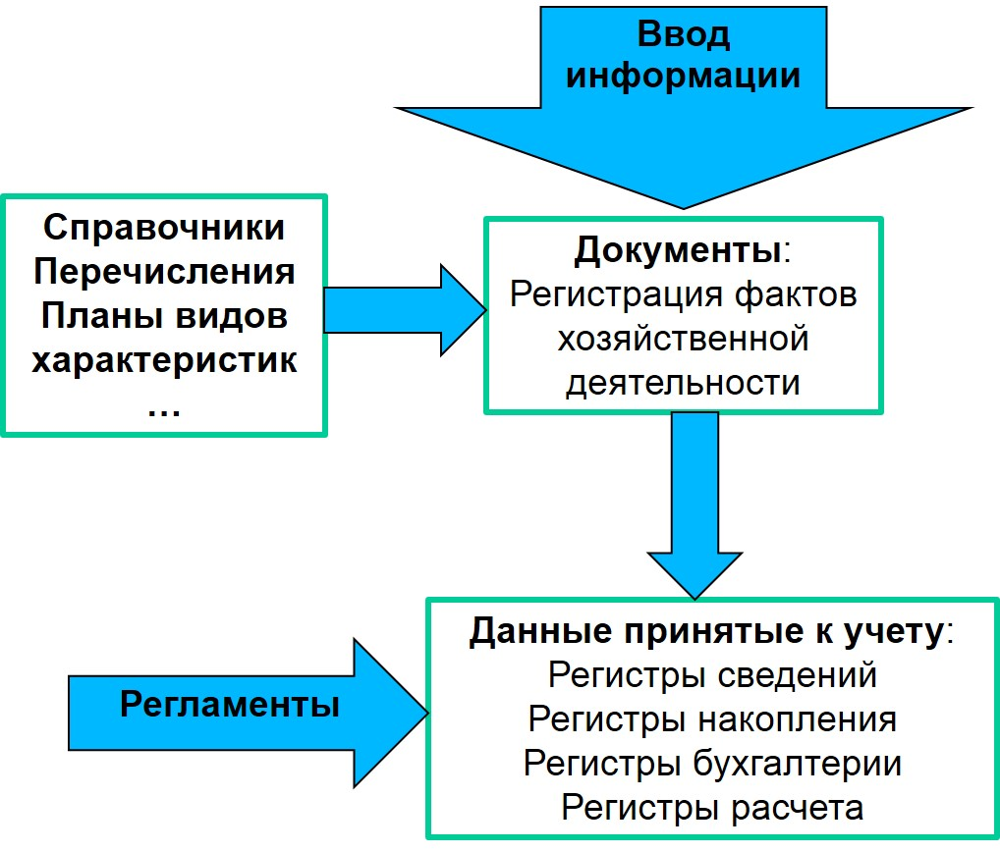 Ввод
информации
Справочники
Перечисления
Планы видов
характеристик
...
Документы:
Регистрация фактов
хозяйственной
деятельности
Данные принятые к учету:
Регистры сведений
Регистры накопления
Регистры бухгалтерии
Регистры расчета
Регламенты